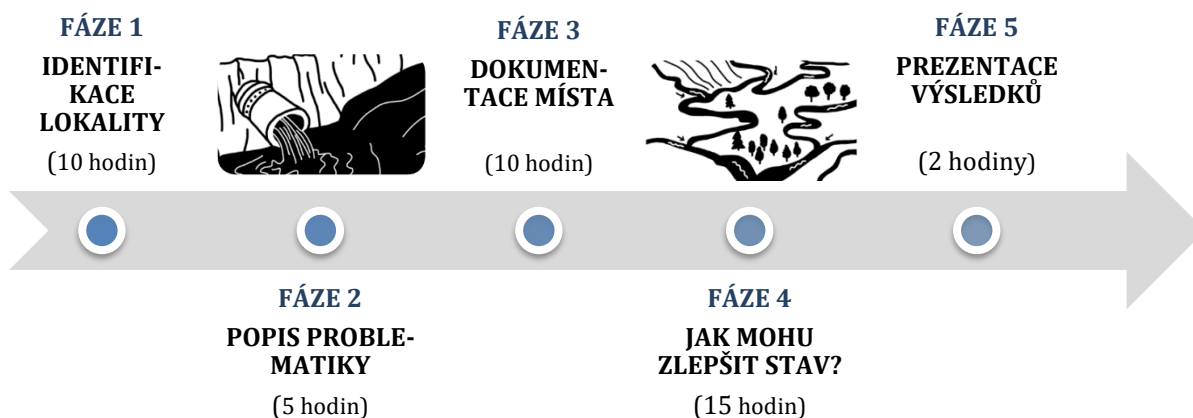 FÁZE 1
IDENTIFI-
KACE
LOKALITY
(10 hodin)
FÁZE 2
POPIS PROBLE-
MATIKY
(5 hodin)
FÁZE 3
DOKUMEN-
TACE MÍSTA
(10 hodin)
FÁZE 4
JAK MOHU
ZLEPŠIT STAV?
(15 hodin)
FÁZE 5
PREZENTACE
VÝSLEDKŮ
(2 hodiny)